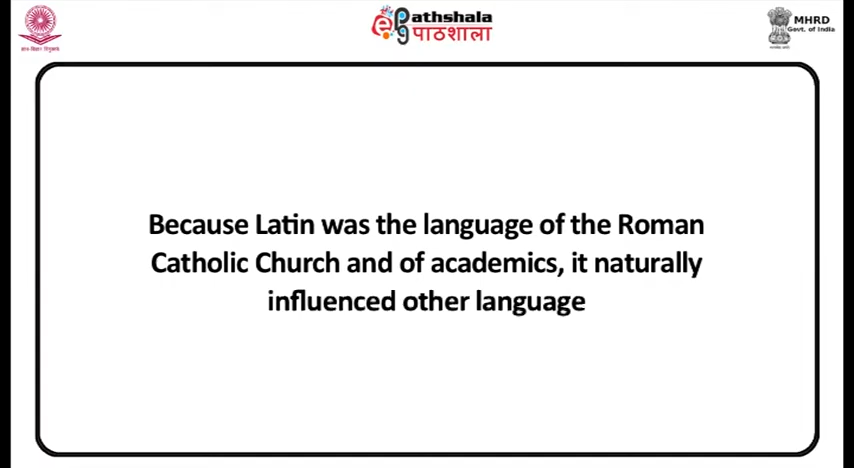 ePathshala
पाठशाला
MHRD
Govt. of India
Because Latin was the language of the Roman
Catholic Church and of academics, it naturally
influenced other language